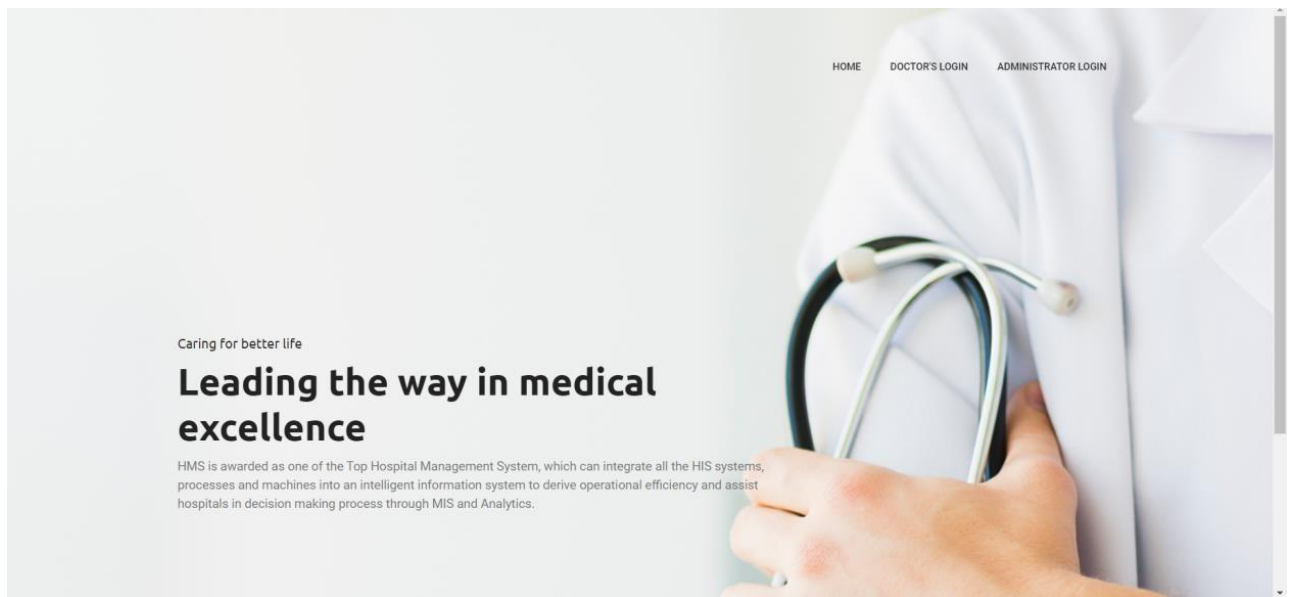 HOME DOCTOR'S LOGIN ADMINISTRATOR LOGIN
Caring for better life
Leading the way in medical
excellence
HMS is awarded as one of the Top Hospital Management System, which can integrate all the HIS systems,
processes and machines into an intelligent information system to derive operational efficiency and assist
hospitals in decision making process through MIS and Analytics.